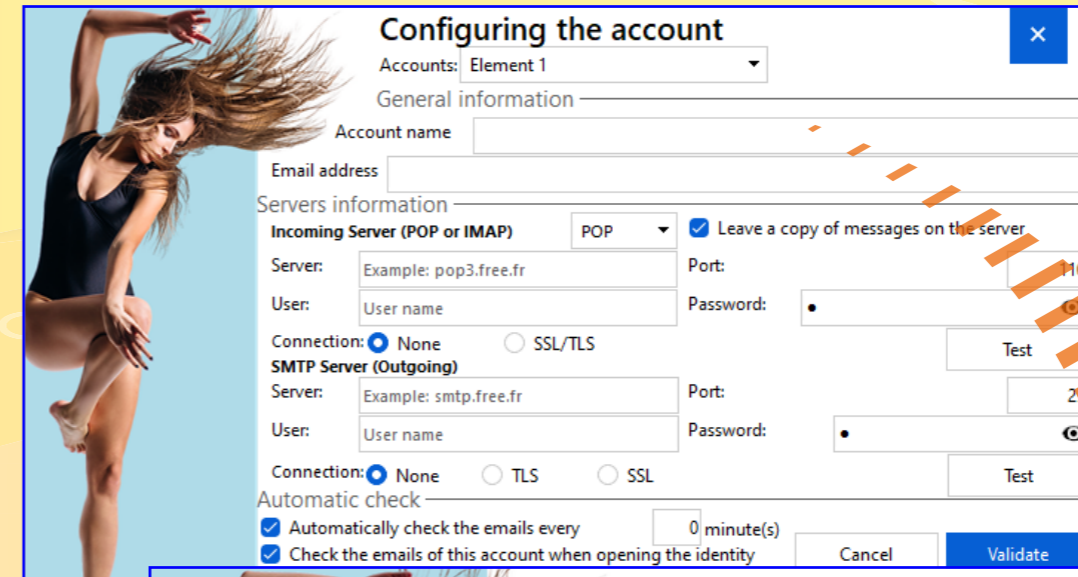 Configuring the account
×
Accounts: Element 1
General information
Account name
Email address
Servers information
Incoming Server (POP or IMAP) POP Leave a copy of messages on the server
Server: Example: pop3.free.fr Port:
User: User name Password: •
Connection: None SSL/TLS Test
SMTP Server (Outgoing)
Server: Example: smtp.free.fr Port:
User: User name Password: •
Connection: None TLS SSL Test
Automatic check
Automatically check the emails every 0 minute(s)
Check the emails of this account when opening the identity Cancel Validate